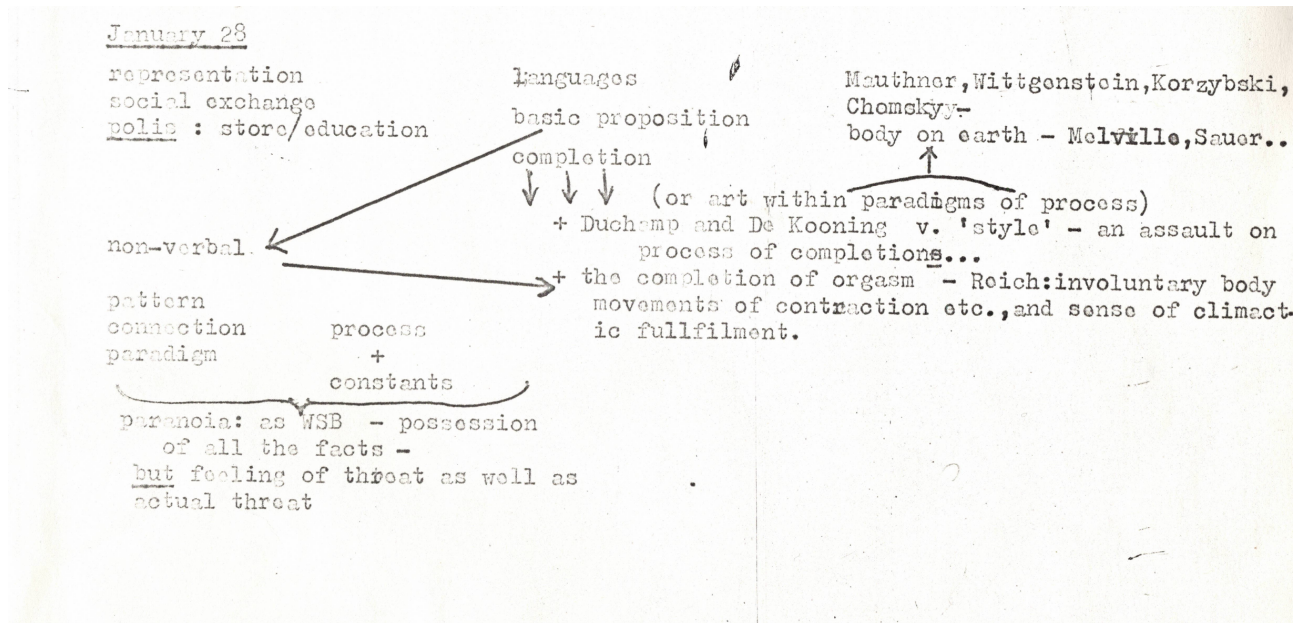 January 28
representation
social exchange
polis : store/education
languages
basic proposition
completion
Mauthner,Wittgenstein,Korzybski,
Chomskyy-
body on earth - Melville,Sauer..
(or art within paradigms of process)
+ Duchamp and De Kooning v. 'style' - an assault on
process of completions...
+ the completion of orgasm - Reich:involuntary body
movements of contraction etc.,and sense of climact-
ic fullfilment.
non-verbal.
pattern
connection process
paradigm +
constants
paranoia: as WSB - possession
of all the facts -
but feeling of threat as well as
actual threat